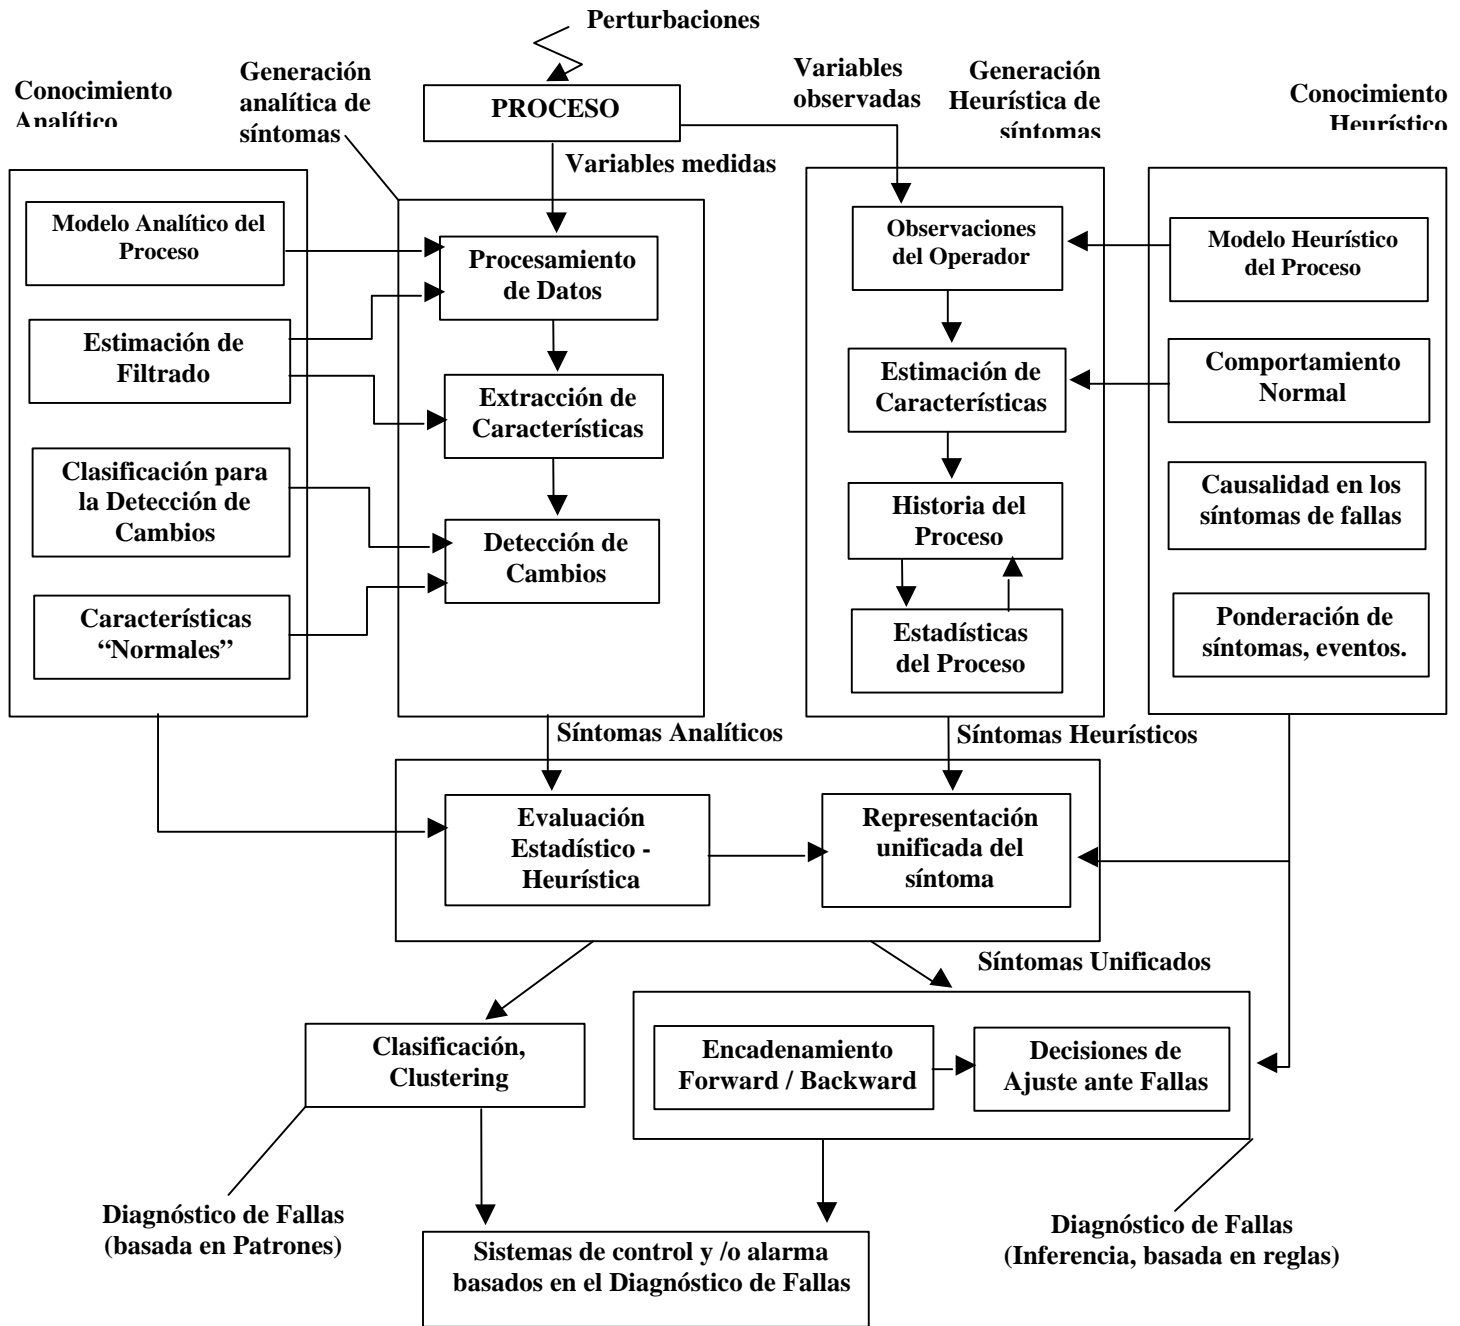 Perturbaciones
Conocimiento
Analítico
Generación
analítica de
síntomas
PROCESO
Variables
observadas
Generación
Heurística de
síntomas
Conocimiento
Heurístico
Variables medidas
Modelo Analítico del
Proceso
Estimación de
Filtrado
Clasificación para
la Detección de
Cambios
Características
“Normales”
Procesamiento
de Datos
Extracción de
Características
Detección de
Cambios
Observaciones
del Operador
Estimación de
Características
Historia del
Proceso
Estadísticas
del Proceso
Modelo Heurístico
del Proceso
Comportamiento
Normal
Causalidad en los
síntomas de fallas
Ponderación de
síntomas, eventos.
Síntomas Analíticos
Síntomas Heurísticos
Evaluación
Estadístico -
Heurística
Representación
unificada del
síntoma
Síntomas Unificados
Clasificación,
Clustering
Encadenamiento
Forward / Backward
Decisiones de
Ajuste ante Fallas
Diagnóstico de Fallas
(basada en Patrones)
Diagnóstico de Fallas
(Inferencia, basada en reglas)
Sistemas de control y /o alarma
basados en el Diagnóstico de Fallas